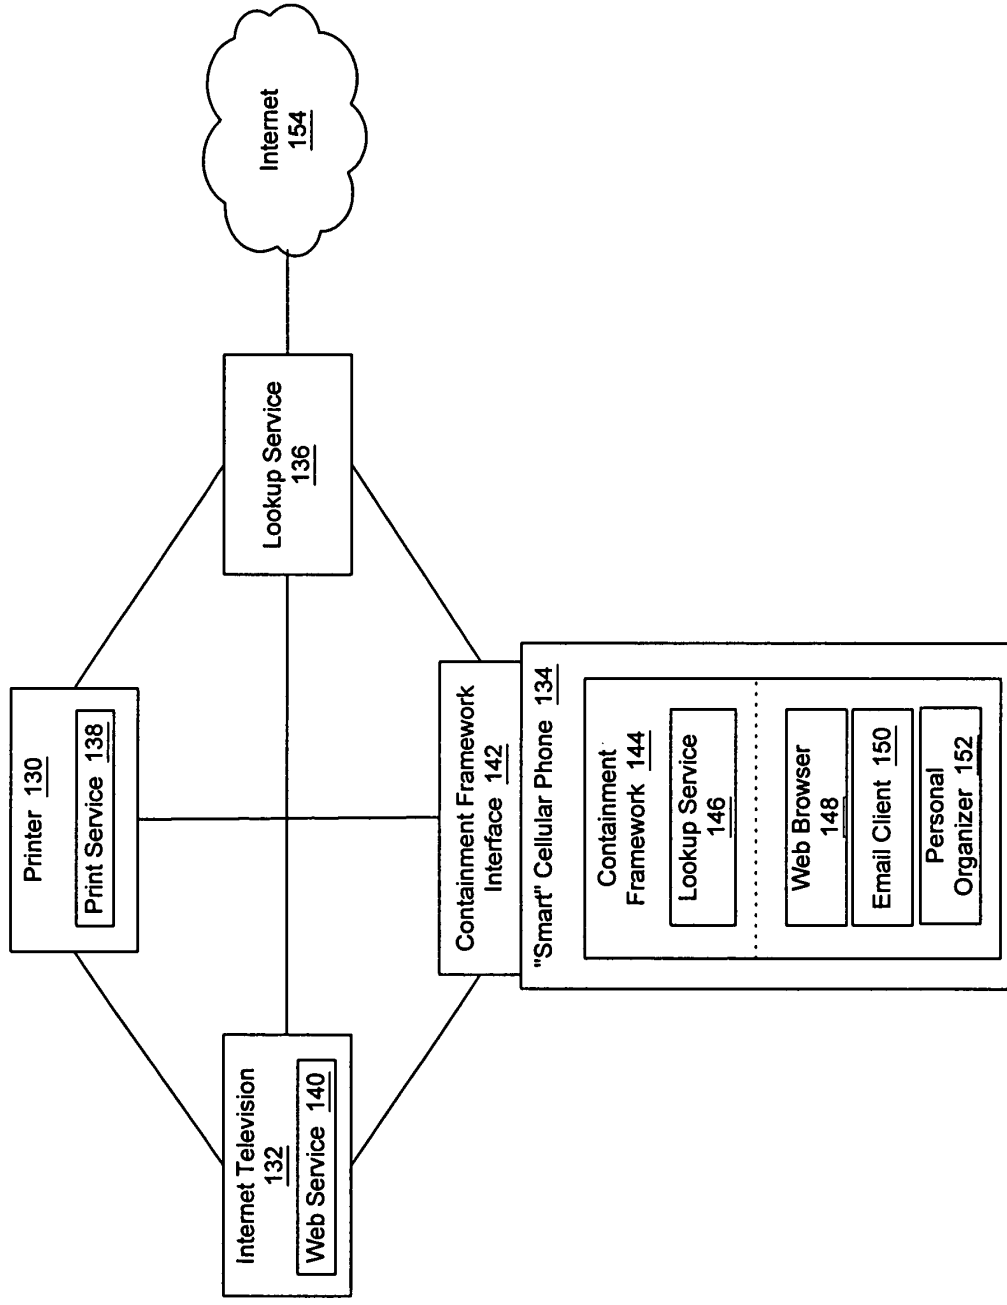 Printer 130
Print Service 138
Internet Television
132
Web Service 140
Lookup Service
136
Internet
154
Containment Framework
Interface 142
"Smart" Cellular Phone 134
Containment
Framework 144
Lookup Service
146
Web Browser
148
Email Client 150
Personal
Organizer 152